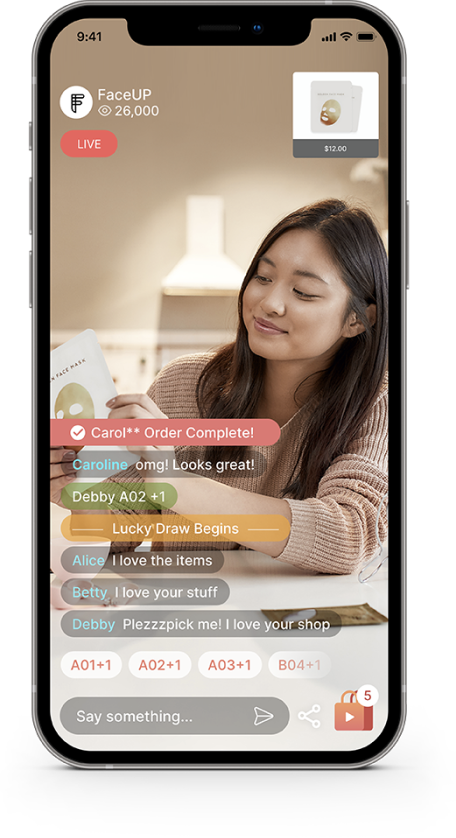 9:41
FaceUP
26,000
LIVE
$12.00
FACE MASK
Carol** Order Complete!
Caroline omg! Looks great!
Debby A02 +1
Lucky Draw Begins
Alice I love the items
Betty I love your stuff
Debby Plezzzpick me! I love your shop
A01+1 A02+1 A03+1 B04+1
Say something...
5